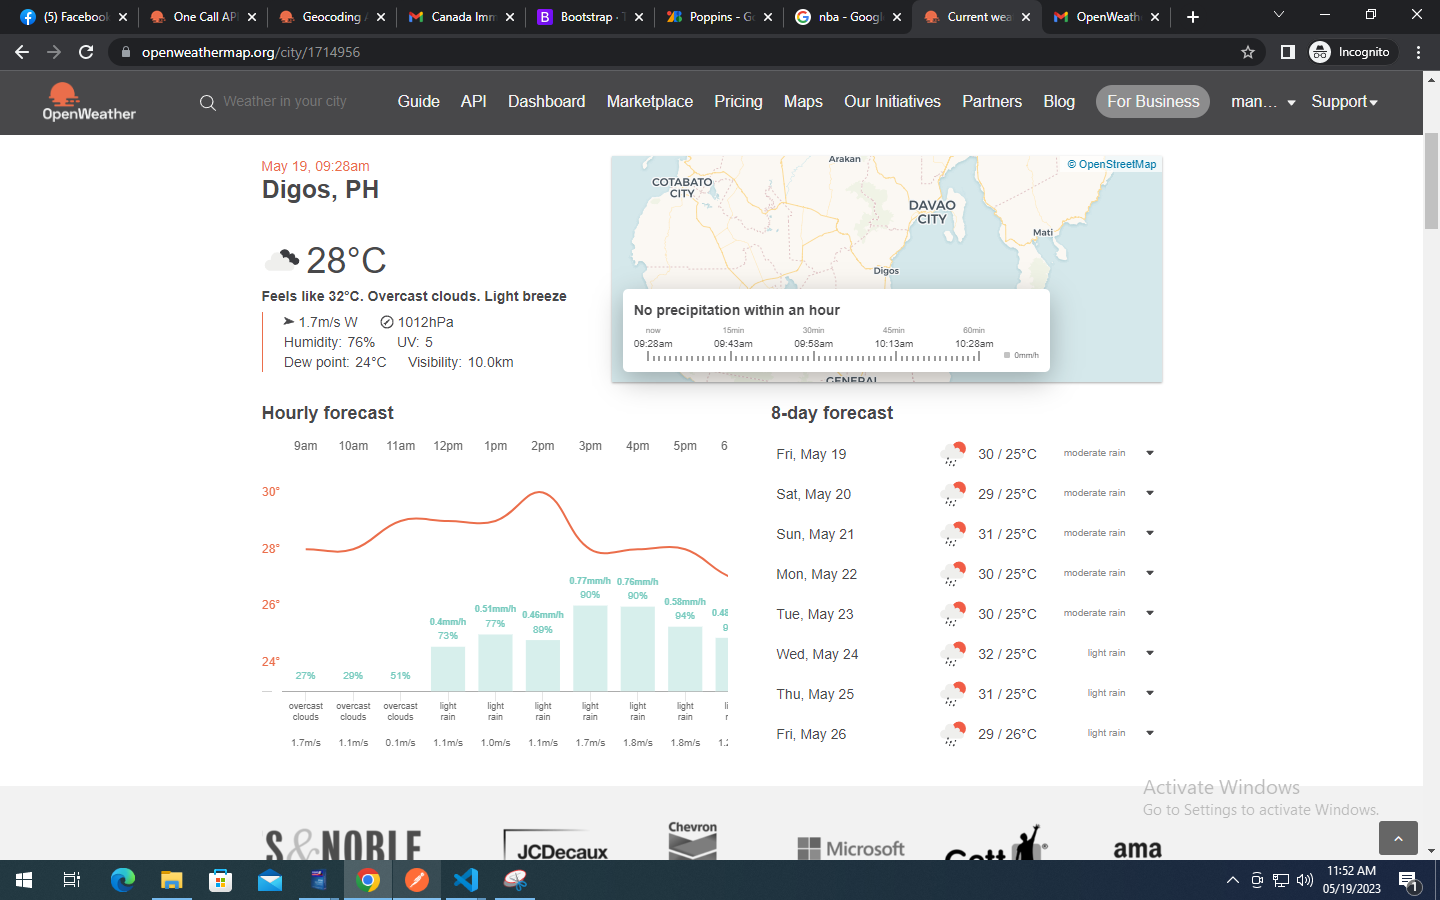 (5) Facebook
One Call API
Geocoding A
Canada Imm
Bootstrap · T
Poppins - Go
nba - Google
Current wea
OpenWeathe
openweathermap.org/city/1714956
Incognito
OpenWeather
Weather in your city
Guide
API
Dashboard
Marketplace
Pricing
Maps
Our Initiatives
Partners
Blog
For Business
man...
Support
May 19, 09:28am
Digos, PH
28°C
Feels like 32°C. Overcast clouds. Light breeze
1.7m/s W 1012hPa
Humidity: 76% UV: 5
Dew point: 24°C Visibility: 10.0km
Arakan
© OpenStreetMap
COTABATO
CITY
DAVAO
CITY
Mati
Digos
No precipitation within an hour
now 15min 30min 45min 60min
09:28am 09:43am 09:58am 10:13am 10:28am
0mm/h
GENERAL
Hourly forecast
9am 10am 11am 12pm 1pm 2pm 3pm 4pm 5pm 6
30°
28°
26°
24°
0.4mm/h 0.51mm/h 0.46mm/h 0.77mm/h 0.76mm/h 0.58mm/h 0.48
27% 29% 51% 73% 77% 89% 90% 90% 94% 9
overcast clouds
overcast clouds
overcast clouds
light rain
light rain
light rain
light rain
light rain
light rain
1.7m/s 1.1m/s 0.1m/s 1.1m/s 1.0m/s 1.1m/s 1.7m/s 1.8m/s 1.8m/s 1.2
8-day forecast
Fri, May 19 30 / 25°C moderate rain
Sat, May 20 29 / 25°C moderate rain
Sun, May 21 31 / 25°C moderate rain
Mon, May 22 30 / 25°C moderate rain
Tue, May 23 30 / 25°C moderate rain
Wed, May 24 32 / 25°C light rain
Thu, May 25 31 / 25°C light rain
Fri, May 26 29 / 26°C light rain
Activate Windows
Go to Settings to activate Windows.
S&NOBLE
JCDecaux
Chevron
Microsoft
Gett
ama
11:52 AM
05/19/2023
1